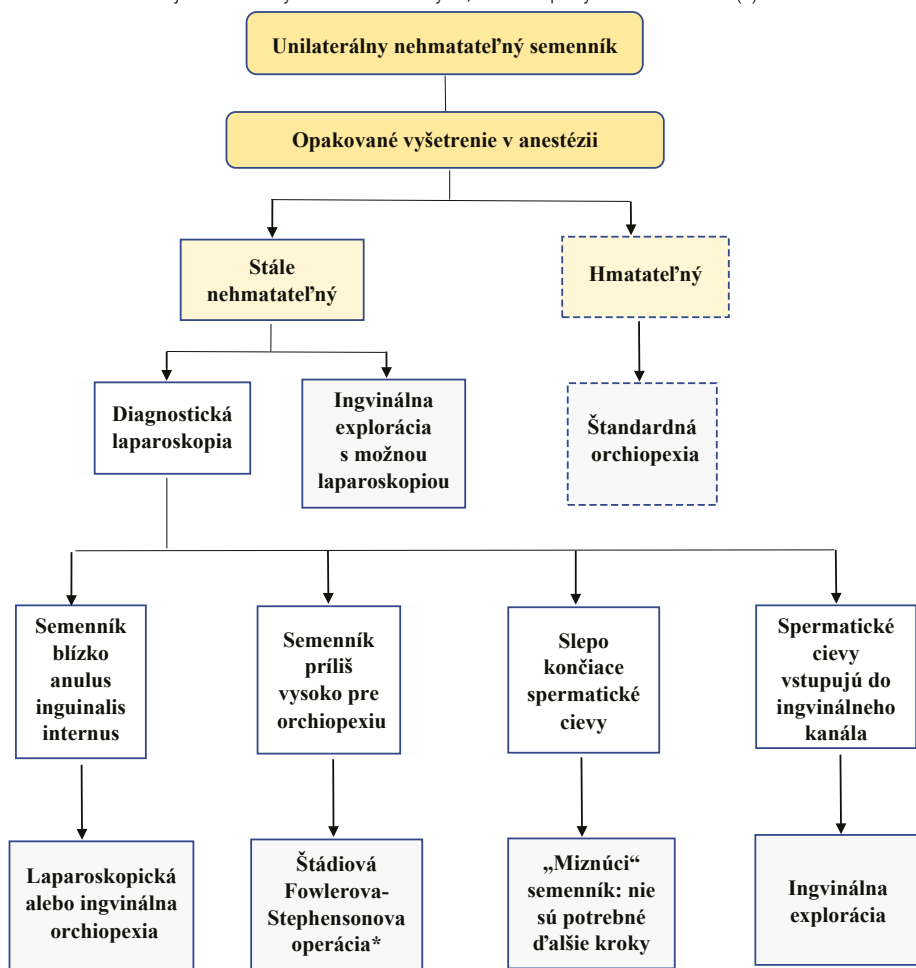 Unilaterálny nehmatateľný semenník
Opakované vyšetrenie v anestézii
Stále
nehmatateľný
Hmatateľný
Diagnostická
laparoskopia
Ingvinálna
explorácia
s možnou
laparoskopiou
Štandardná
orchiopexia
Semenník
blízko
anulus
inguinalis
internus
Semenník
príliš
vysoko pre
orchiopexiu
Slepo
končiace
spermatické
cievy
Spermatické
cievy
vstupujú do
ingvinálneho
kanála
Laparoskopická
alebo ingvinálna
orchiopexia
Štádiová
Fowlerova-
Stephensonova
operácia*
„Miznúci“
semenník: nie
sú potrebné
ďalšie kroky
Ingvinálna
explorácia